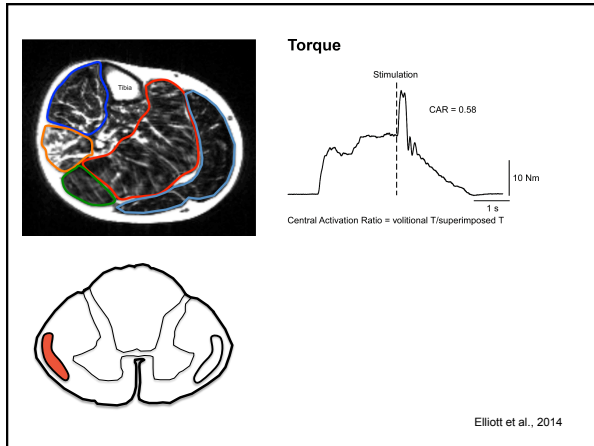 Torque
Tibia
Stimulation
CAR = 0.58
10 Nm
1 s
Central Activation Ratio = volitional T/superimposed T
Elliott et al., 2014